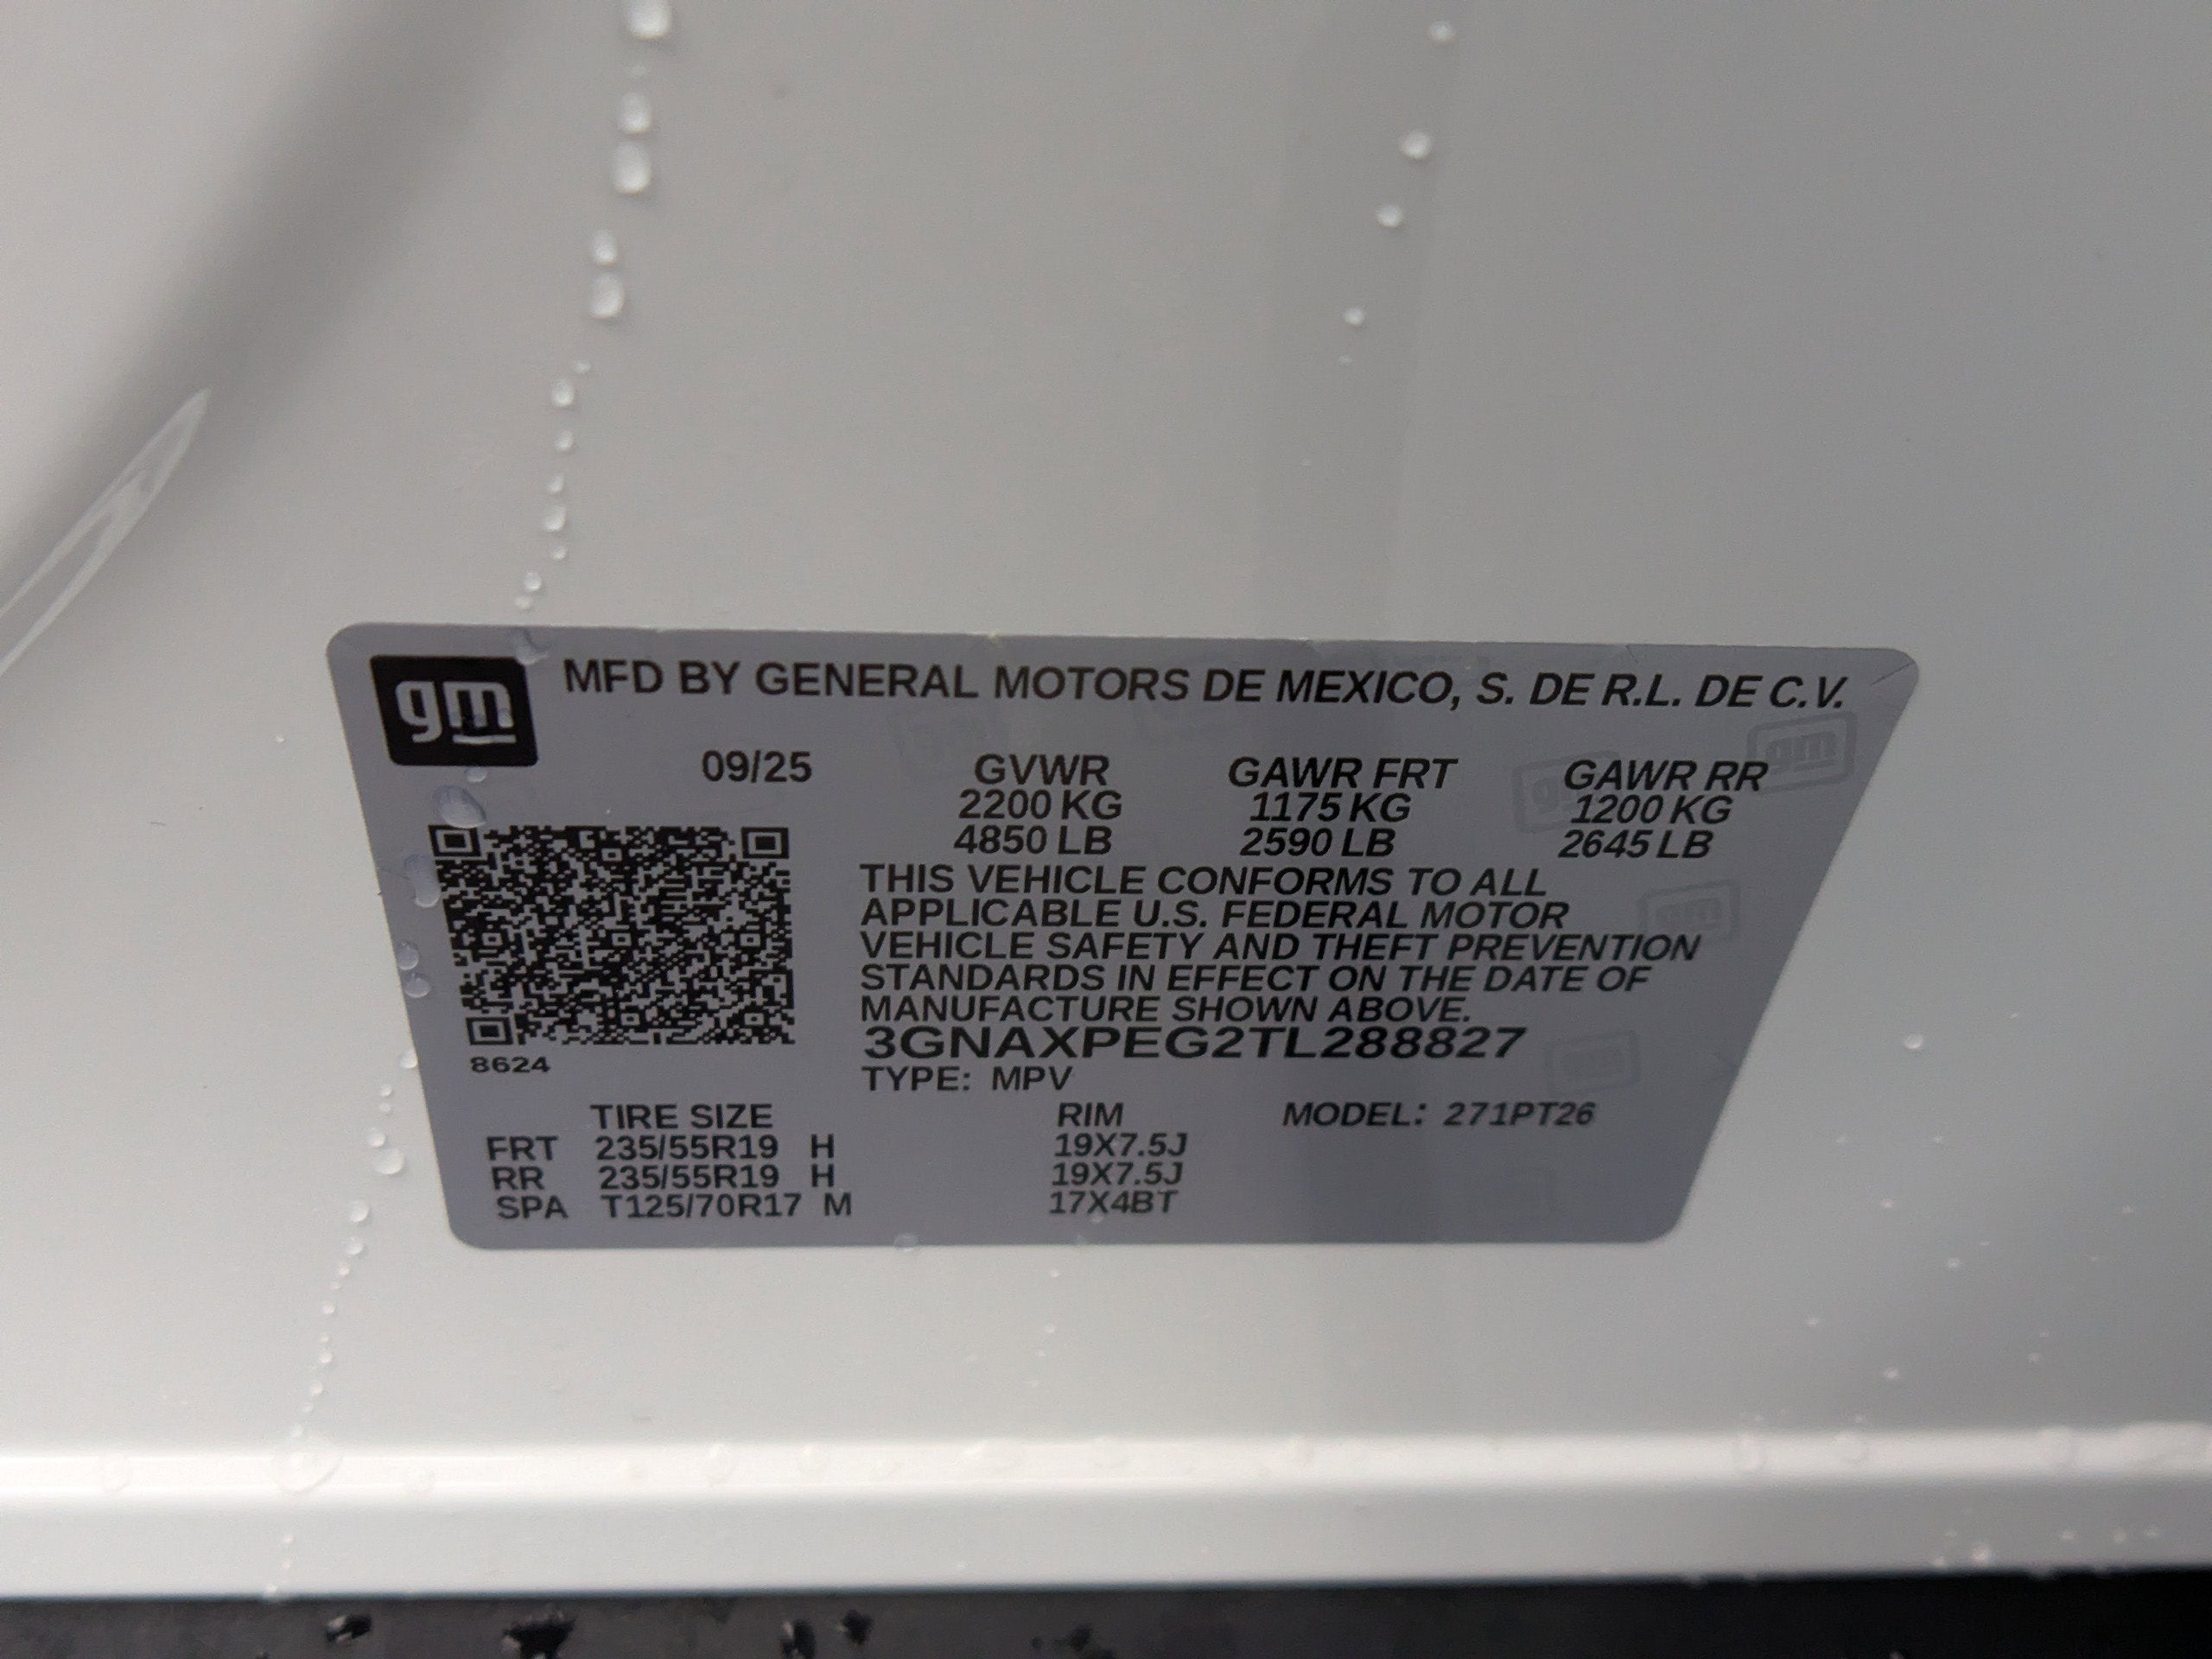 gm
MFD BY GENERAL MOTORS DE MEXICO, S. DE R.L. DE C.V.
09/25 GVWR GAWR FRT GAWR RR
2200 KG 1175 KG 1200 KG
4850 LB 2590 LB 2645 LB
THIS VEHICLE CONFORMS TO ALL
APPLICABLE U.S. FEDERAL MOTOR
VEHICLE SAFETY AND THEFT PREVENTION
STANDARDS IN EFFECT ON THE DATE OF
MANUFACTURE SHOWN ABOVE.
3GNAXPEG2TL288827
8624
TYPE: MPV
TIRE SIZE RIM MODEL: 271PT26
FRT 235/55R19 H 19X7.5J
RR 235/55R19 H 19X7.5J
SPA T125/70R17 M 17X4BT